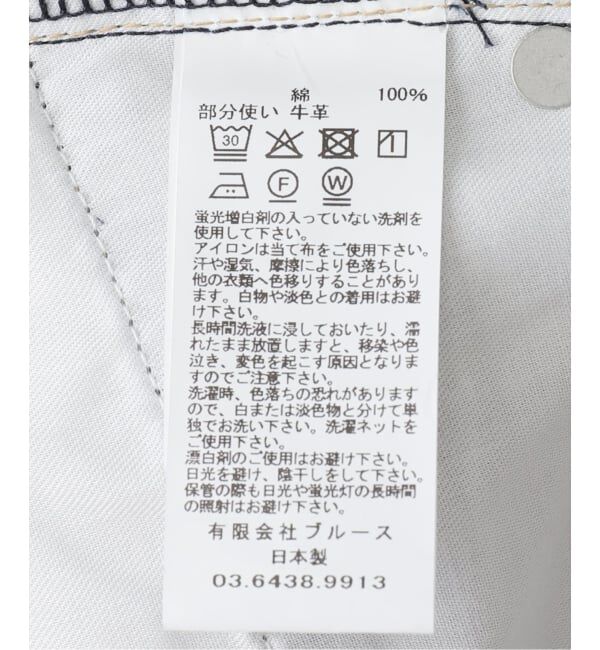 綿 100%
部分使い 牛革
30
F W
蛍光増白剤の入っていない洗剤を
使用して下さい。
アイロンは当て布をご使用下さい。
汗や湿気、摩擦により色落ちし、
他の衣類へ色移りすることがあり
ます。白物や淡色との着用はお避
け下さい。
長時間洗液に浸しておいたり、濡
れたまま放置しますと、移染や色
泣き、変色を起こす原因となりま
すのでご注意下さい。
洗濯時、色落ちの恐れがあります
ので、白または淡色物と分けて単
独でお洗い下さい。洗濯ネットを
ご使用下さい。
漂白剤のご使用はお避け下さい。
日光を避け、陰干しをして下さい。
保管の際も日光や蛍光灯の長時間
の照射はお避け下さい。
有限会社ブルース
日本製
03.6438.9913